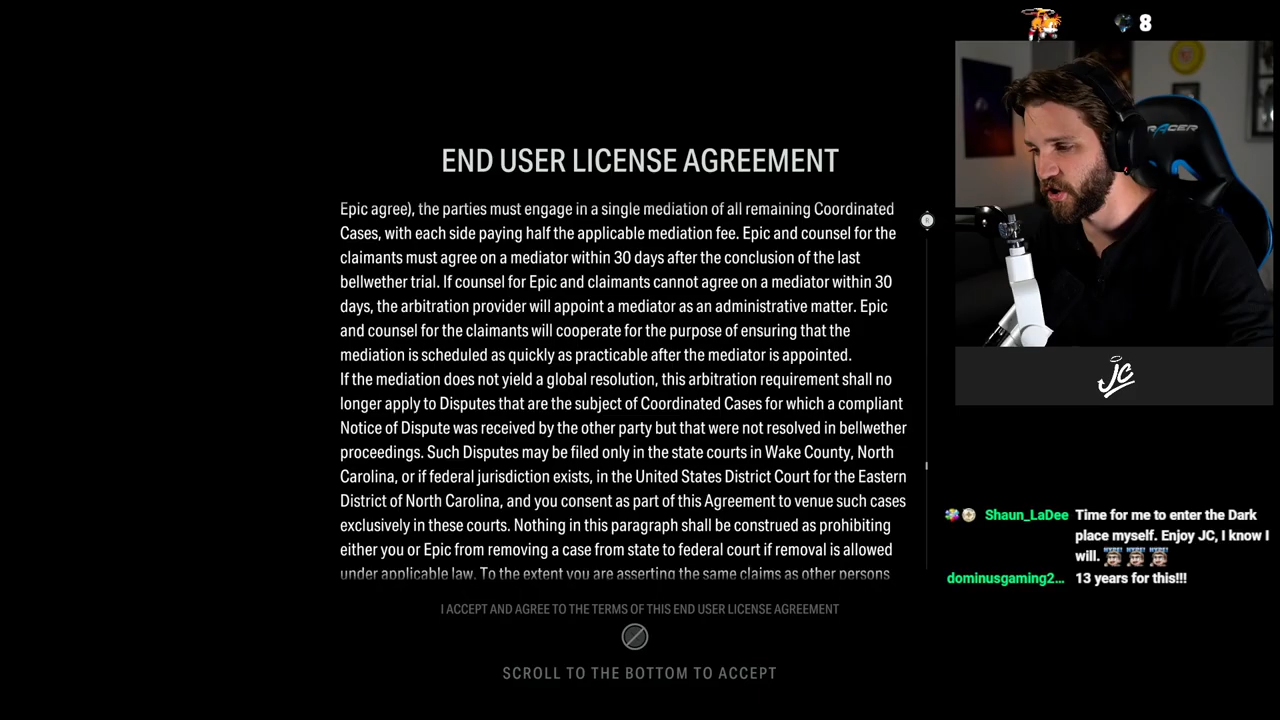 8
RACER
JC
END USER LICENSE AGREEMENT
Epic agree), the parties must engage in a single mediation of all remaining Coordinated
Cases, with each side paying half the applicable mediation fee. Epic and counsel for the
claimants must agree on a mediator within 30 days after the conclusion of the last
bellwether trial. If counsel for Epic and claimants cannot agree on a mediator within 30
days, the arbitration provider will appoint a mediator as an administrative matter. Epic
and counsel for the claimants will cooperate for the purpose of ensuring that the
mediation is scheduled as quickly as practicable after the mediator is appointed.
If the mediation does not yield a global resolution, this arbitration requirement shall no
longer apply to Disputes that are the subject of Coordinated Cases for which a compliant
Notice of Dispute was received by the other party but that were not resolved in bellwether
proceedings. Such Disputes may be filed only in the state courts in Wake County, North
Carolina, or if federal jurisdiction exists, in the United States District Court for the Eastern
District of North Carolina, and you consent as part of this Agreement to venue such cases
exclusively in these courts. Nothing in this paragraph shall be construed as prohibiting
either you or Epic from removing a case from state to federal court if removal is allowed
under applicable law. To the extent you are asserting the same claims as other persons
I ACCEPT AND AGREE TO THE TERMS OF THIS END USER LICENSE AGREEMENT
SCROLL TO THE BOTTOM TO ACCEPT
R
Shaun_LaDee Time for me to enter the Dark
place myself. Enjoy JC, I know I
will.
dominusgaming2... 13 years for this!!!